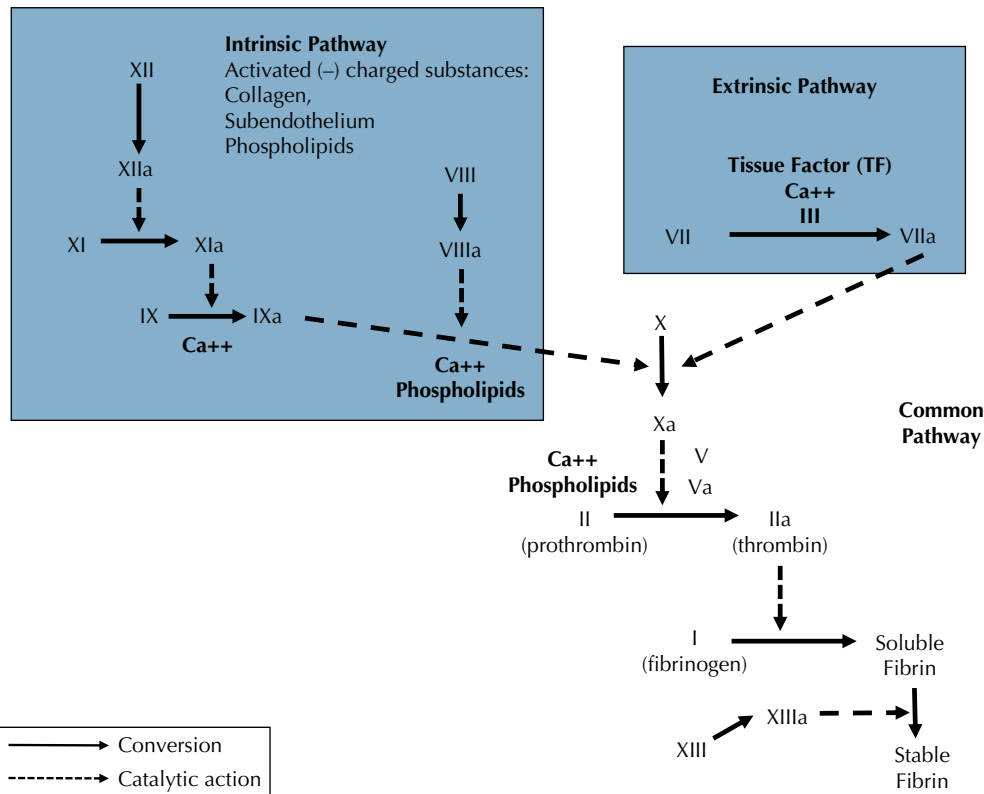 Intrinsic Pathway
Activated (–) charged substances:
Collagen,
Subendothelium
Phospholipids
XII
XIIa
XI
XIa
IX
IXa
Ca++
VIII
VIIIa
Ca++
Phospholipids
Extrinsic Pathway
Tissue Factor (TF)
Ca++
III
VII
VIIa
X
Xa
Common
Pathway
Ca++
Phospholipids
V
Va
II
(prothrombin)
IIa
(thrombin)
I
(fibrinogen)
Soluble
Fibrin
XIII
XIIIa
Stable
Fibrin
Conversion
Catalytic action